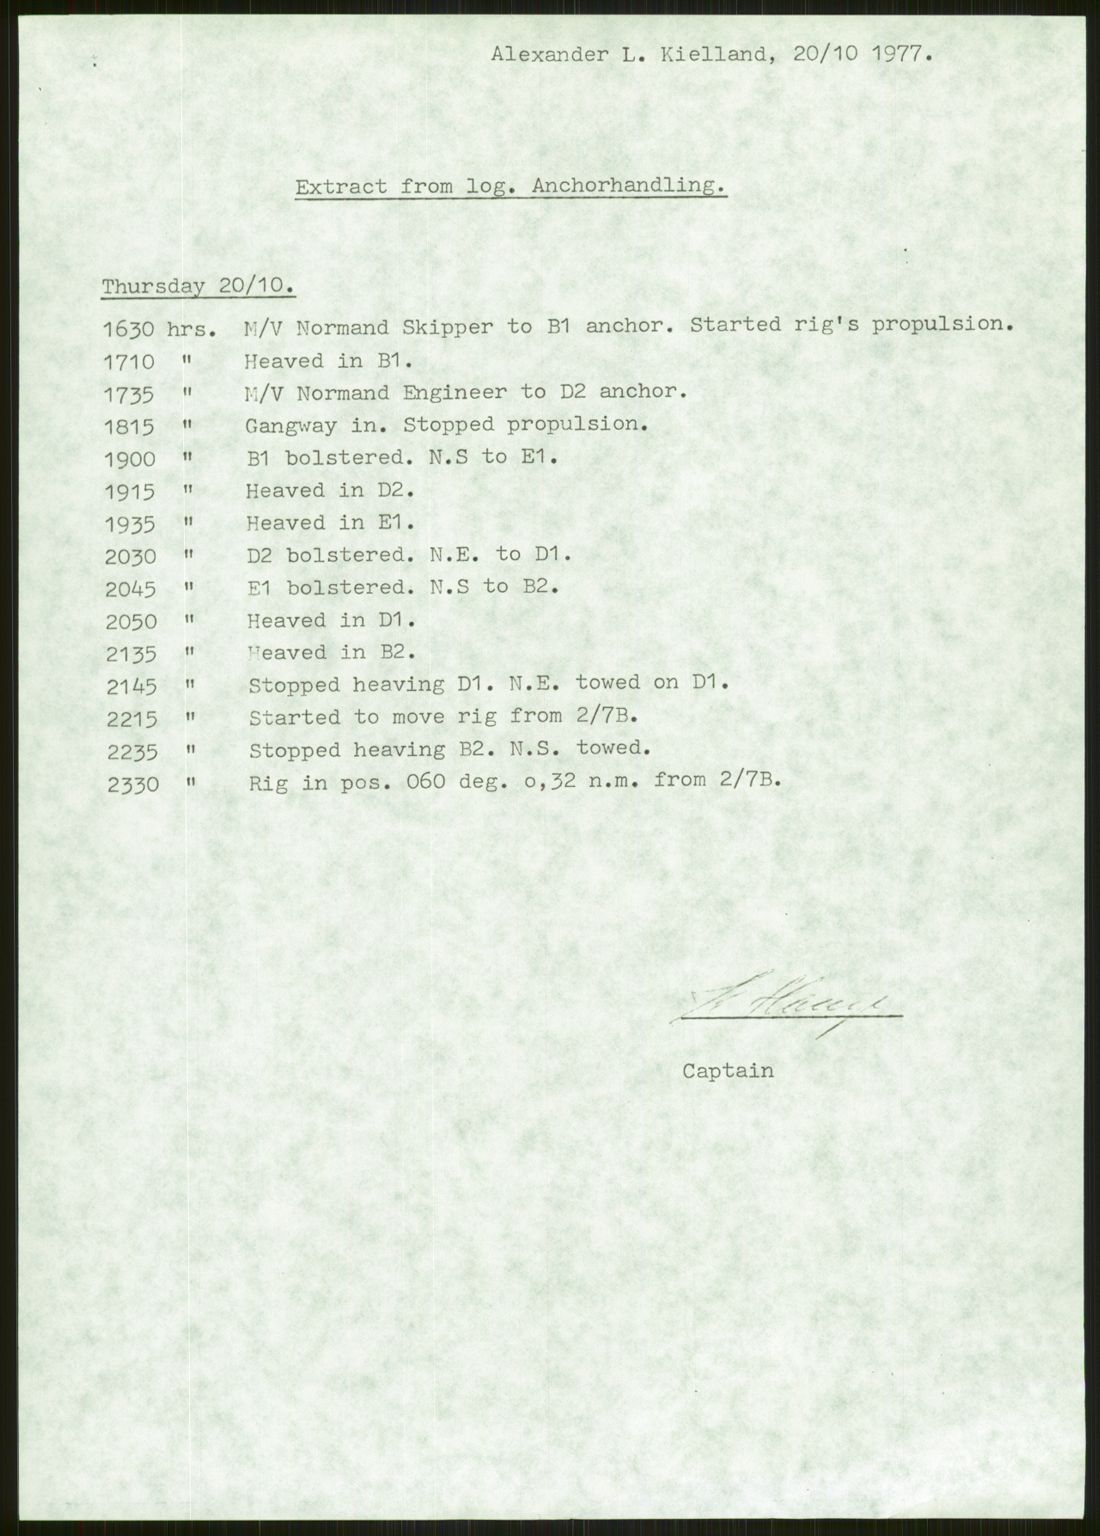 Alexander L. Kielland, 20/10 1977.
Extract from log. Anchorhandling.
Thursday 20/10.
1630 hrs. M/V Normand Skipper to B1 anchor. Started rig's propulsion.
1710 " Heaved in B1.
1735 " M/V Normand Engineer to D2 anchor.
1815 " Gangway in. Stopped propulsion.
1900 " B1 bolstered. N.S to E1.
1915 " Heaved in D2.
1935 " Heaved in E1.
2030 " D2 bolstered. N.E. to D1.
2045 " E1 bolstered. N.S to B2.
2050 " Heaved in D1.
2135 " Heaved in B2.
2145 " Stopped heaving D1. N.E. towed on D1.
2215 " Started to move rig from 2/7B.
2235 " Stopped heaving B2. N.S. towed.
2330 " Rig in pos. 060 deg. o,32 n.m. from 2/7B.
Captain